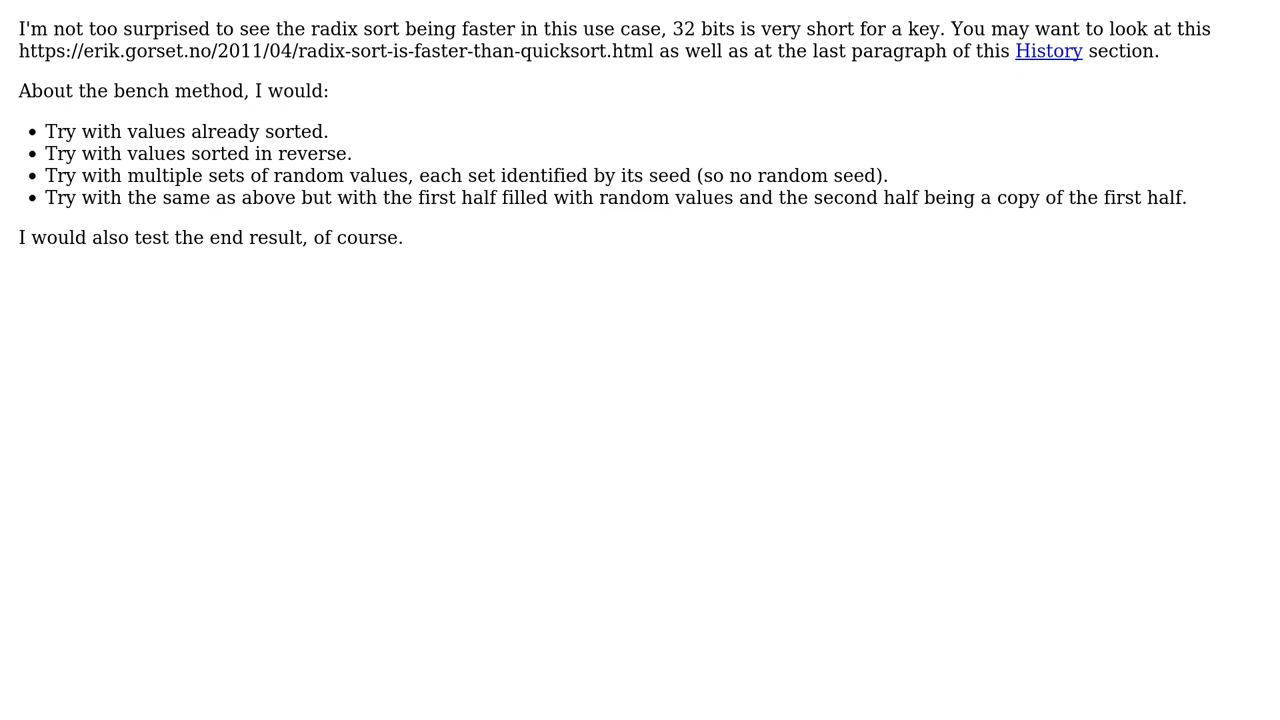 I'm not too surprised to see the radix sort being faster in this use case, 32 bits is very short for a key. You may want to look at this
https://erik.gorset.no/2011/04/radix-sort-is-faster-than-quicksort.html as well as at the last paragraph of this History section.
About the bench method, I would:
• Try with values already sorted.
• Try with values sorted in reverse.
• Try with multiple sets of random values, each set identified by its seed (so no random seed).
• Try with the same as above but with the first half filled with random values and the second half being a copy of the first half.
I would also test the end result, of course.